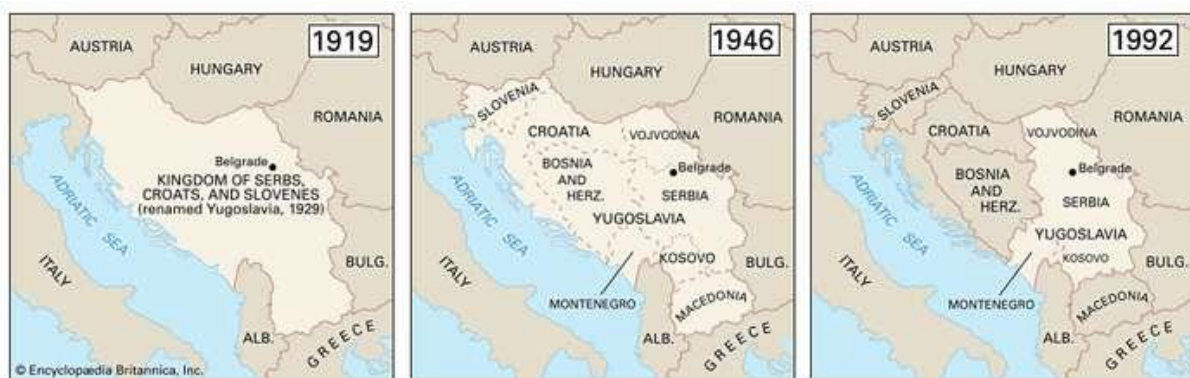 1919
AUSTRIA
HUNGARY
ROMANIA
Belgrade
KINGDOM OF SERBS,
CROATS, AND SLOVENES
(renamed Yugoslavia, 1929)
ADRIATIC SEA
ITALY
BULG.
ALB.
GREECE
© Encyclopædia Britannica, Inc.
1946
AUSTRIA
HUNGARY
SLOVENIA
ROMANIA
CROATIA
VOJVODINA
BOSNIA
AND
HERZ.
Belgrade
SERBIA
ADRIATIC SEA
YUGOSLAVIA
ITALY
KOSOVO
BULG.
MONTENEGRO
MACEDONIA
ALB.
GREECE
1992
AUSTRIA
HUNGARY
SLOVENIA
ROMANIA
CROATIA
VOJVODINA
BOSNIA
AND
HERZ.
Belgrade
SERBIA
ADRIATIC SEA
YUGOSLAVIA
ITALY
KOSOVO
BULG.
MONTENEGRO
MACEDONIA
ALB.
GREECE